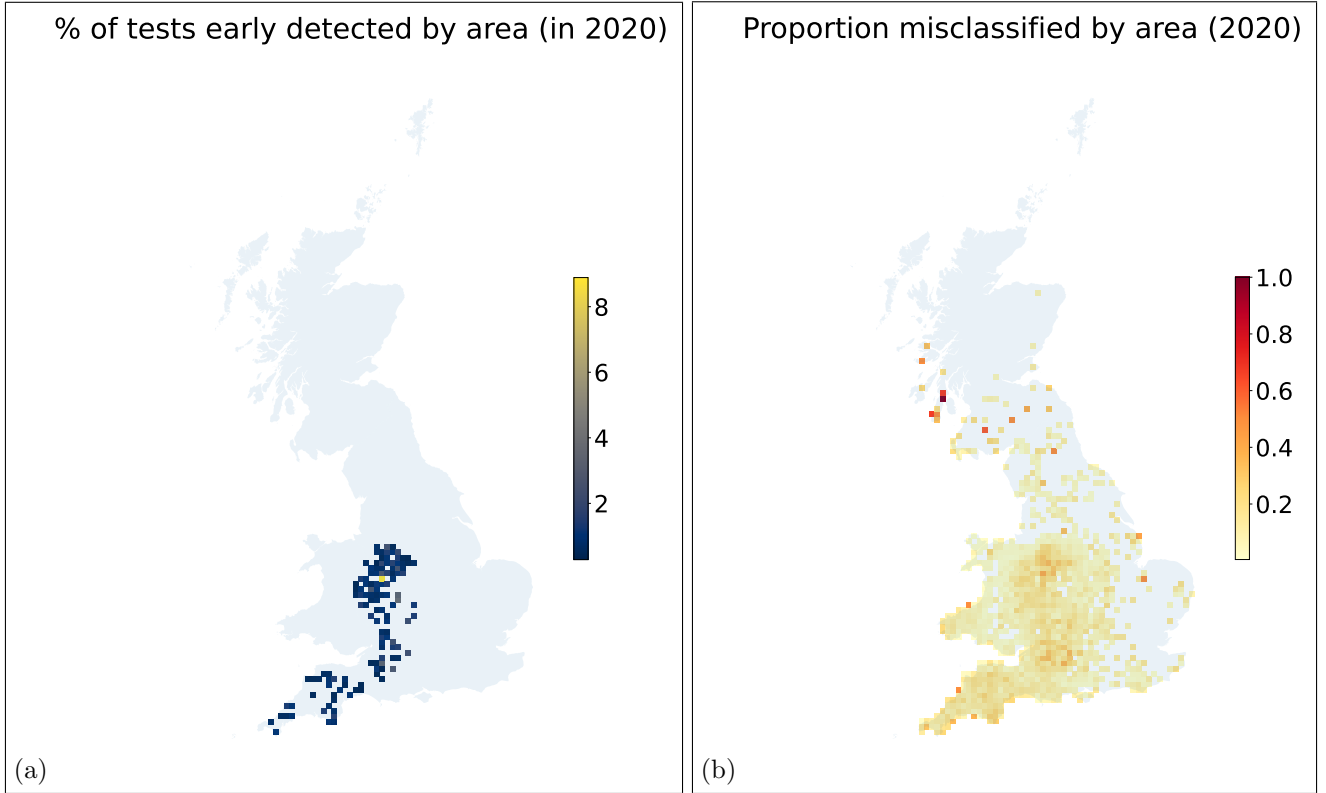 % of tests early detected by area (in 2020)
8
6
4
2
(a)
Proportion misclassified by area (2020)
1.0
0.8
0.6
0.4
0.2
(b)